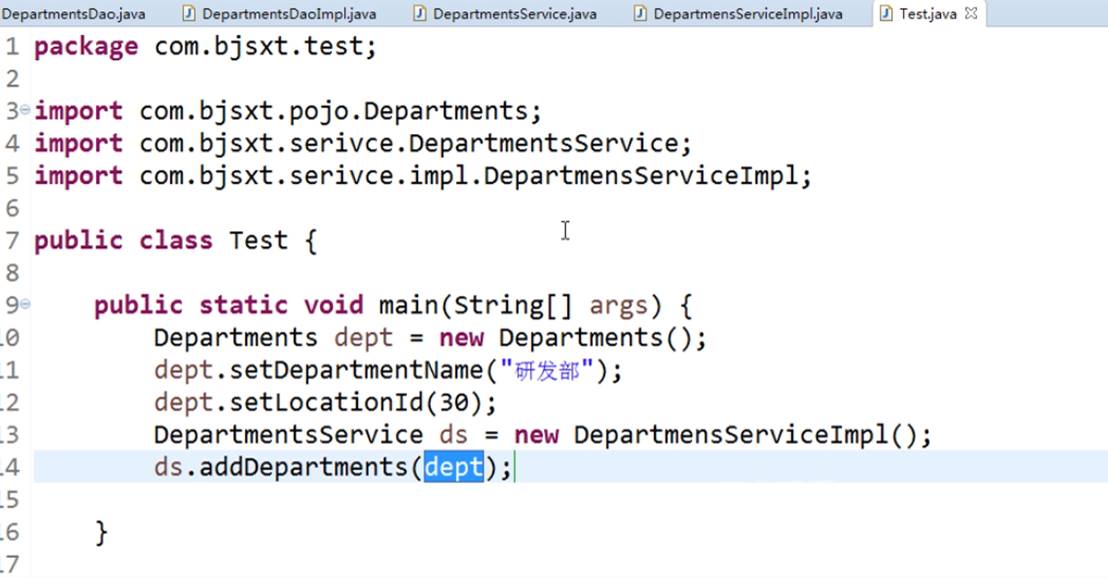 DepartmentsDao.java DepartmentsDaoImpl.java DepartmentsService.java DepartmensServiceImpl.java Test.java
1 package com.bjsxt.test;
2
3 import com.bjsxt.pojo.Departments;
4 import com.bjsxt.serivce.DepartmentsService;
5 import com.bjsxt.serivce.impl.DepartmensServiceImpl;
6
7 public class Test {
8
9 public static void main(String[] args) {
10 Departments dept = new Departments();
11 dept.setDepartmentName("研发部");
12 dept.setLocationId(30);
13 DepartmentsService ds = new DepartmensServiceImpl();
14 ds.addDepartments(dept);
15
16 }
17